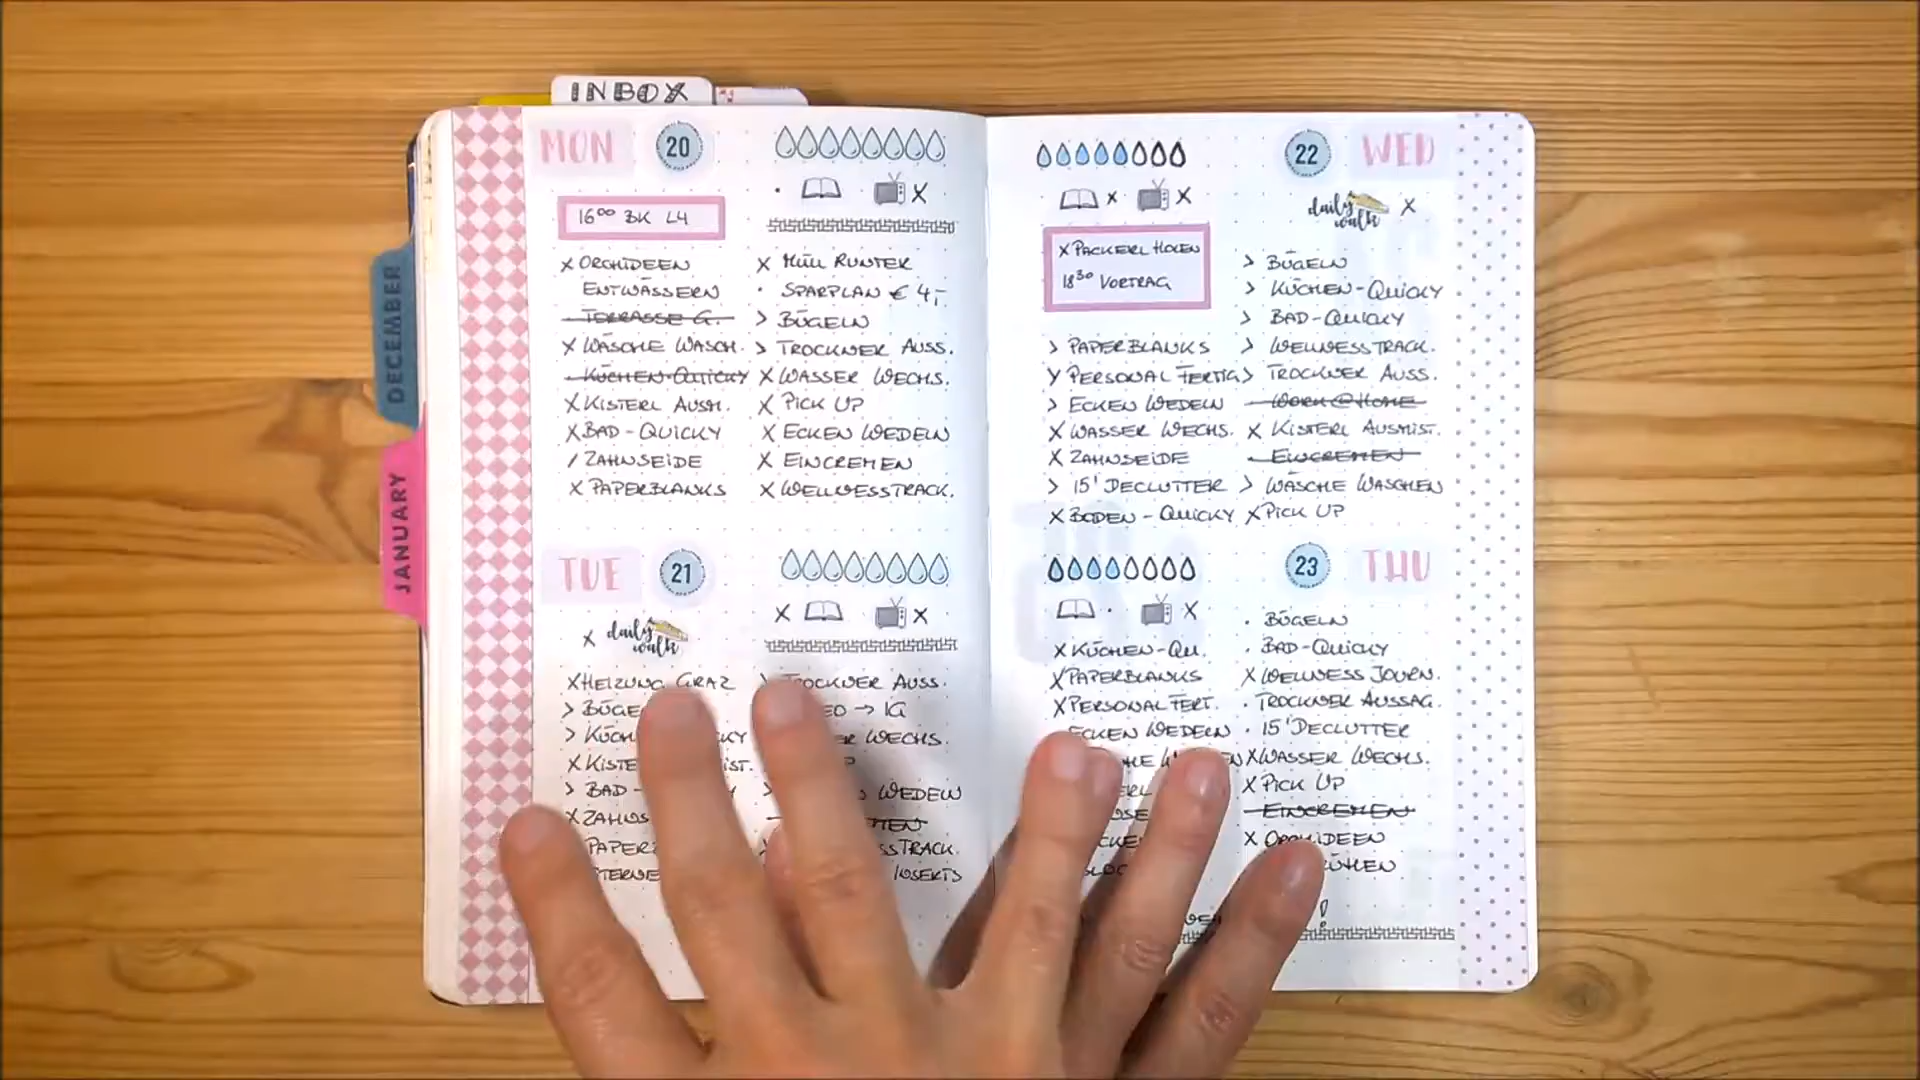 INBOX
DECEMBER
JANUARY
MON 20
16⁰⁰ BK L4
X ORCHIDEEN
ENTWÄSSERN
TERRASSE G.
X WÄSCHE WASCH.
KÜCHEN-QUICKY
X KISTERL AUSM.
X BAD-QUICKY
/ ZAHNSEIDE
X PAPERBLANKS
X
X MÜLL RUNTER
· SPARPLAN € 4,-
> BÜGELN
> TROCKNER AUSS.
X WASSER WECHS.
X PICK UP
X ECKEN WEDELN
X EINCREMEN
X WELLNESSTRACK.
TUE 21
X daily walk
X X
X HEIZUNG GRAZ
>
>
X
> BAD-
X
TROCKNER AUSS.
→ IG
WECHS.
WEDELN
INSERTS
22 WED
X X
X PACKERL HOLEN
18³⁰ VORTRAG
> PAPERBLANKS
Y PERSONAL FERTIG
> ECKEN WEDELN
X WASSER WECHS.
X ZAHNSEIDE
> 15' DECLUTTER
X BODEN-QUICKY
daily walk X
> BÜGELN
> KÜCHEN-QUICKY
> BAD-QUICKY
> WELLNESSTRACK.
> TROCKNER AUSS.
WORK@HOME
X KISTERL AUSMIST.
EINCREMEN
> WÄSCHE WASCHEN
X PICK UP
23 THU
· X
X KÜCHEN-QU.
X PAPERBLANKS
X PERSONAL FERT.
ECKEN WEDELN
· BÜGELN
· BAD-QUICKY
X WELLNESS JOURN.
· TROCKNER AUSSAG.
· 15' DECLUTTER
X WASSER WECHS.
X PICK UP
EINCREMEN
X ORCHIDEEN